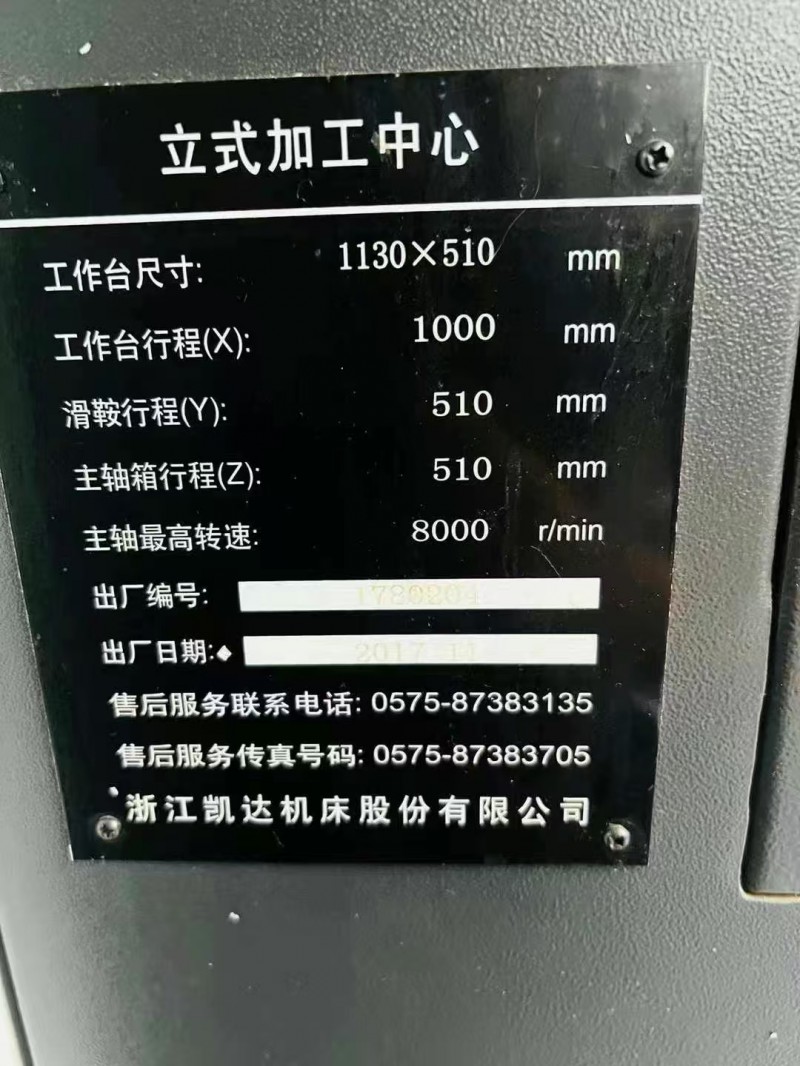 立式加工中心
工作台尺寸: 1130×510 mm
工作台行程(X): 1000 mm
滑鞍行程(Y): 510 mm
主轴箱行程(Z): 510 mm
主轴最高转速: 8000 r/min
出厂编号: 1780204
出厂日期:◆ 2017 11
售后服务联系电话: 0575-87383135
售后服务传真号码: 0575-87383705
浙江凯达机床股份有限公司